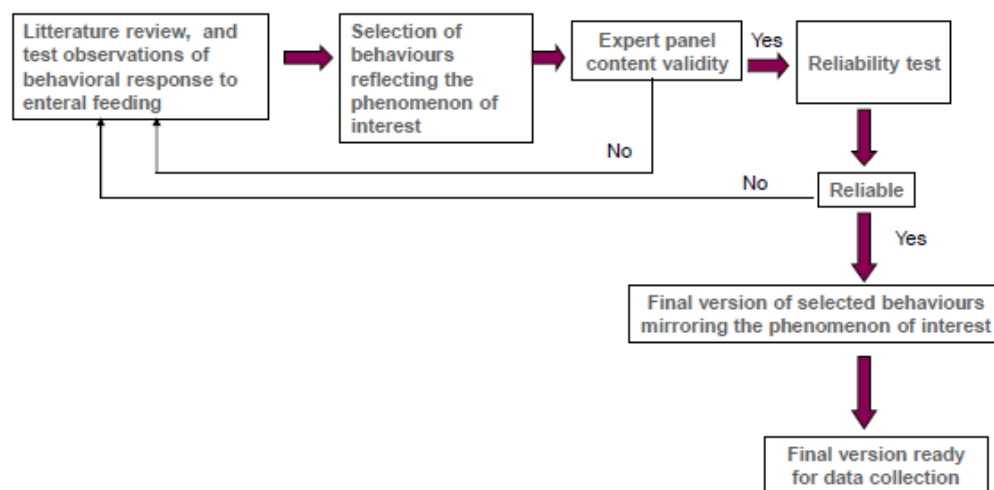 Litterature review, and
test observations of
behavioral response to
enteral feeding
Selection of
behaviours
reflecting the
phenomenon of
interest
Expert panel
content validity
Yes
Reliability test
No
No
Reliable
Yes
Final version of selected behaviours
mirroring the phenomenon of interest
Final version ready
for data collection